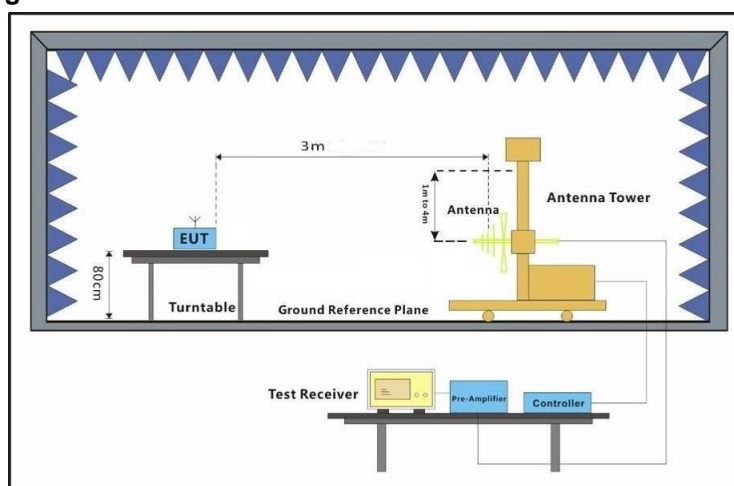 3m
1m to 4m
Antenna
Antenna Tower
EUT
80cm
Turntable
Ground Reference Plane
Test Receiver
Pre-Amplifier
Controller